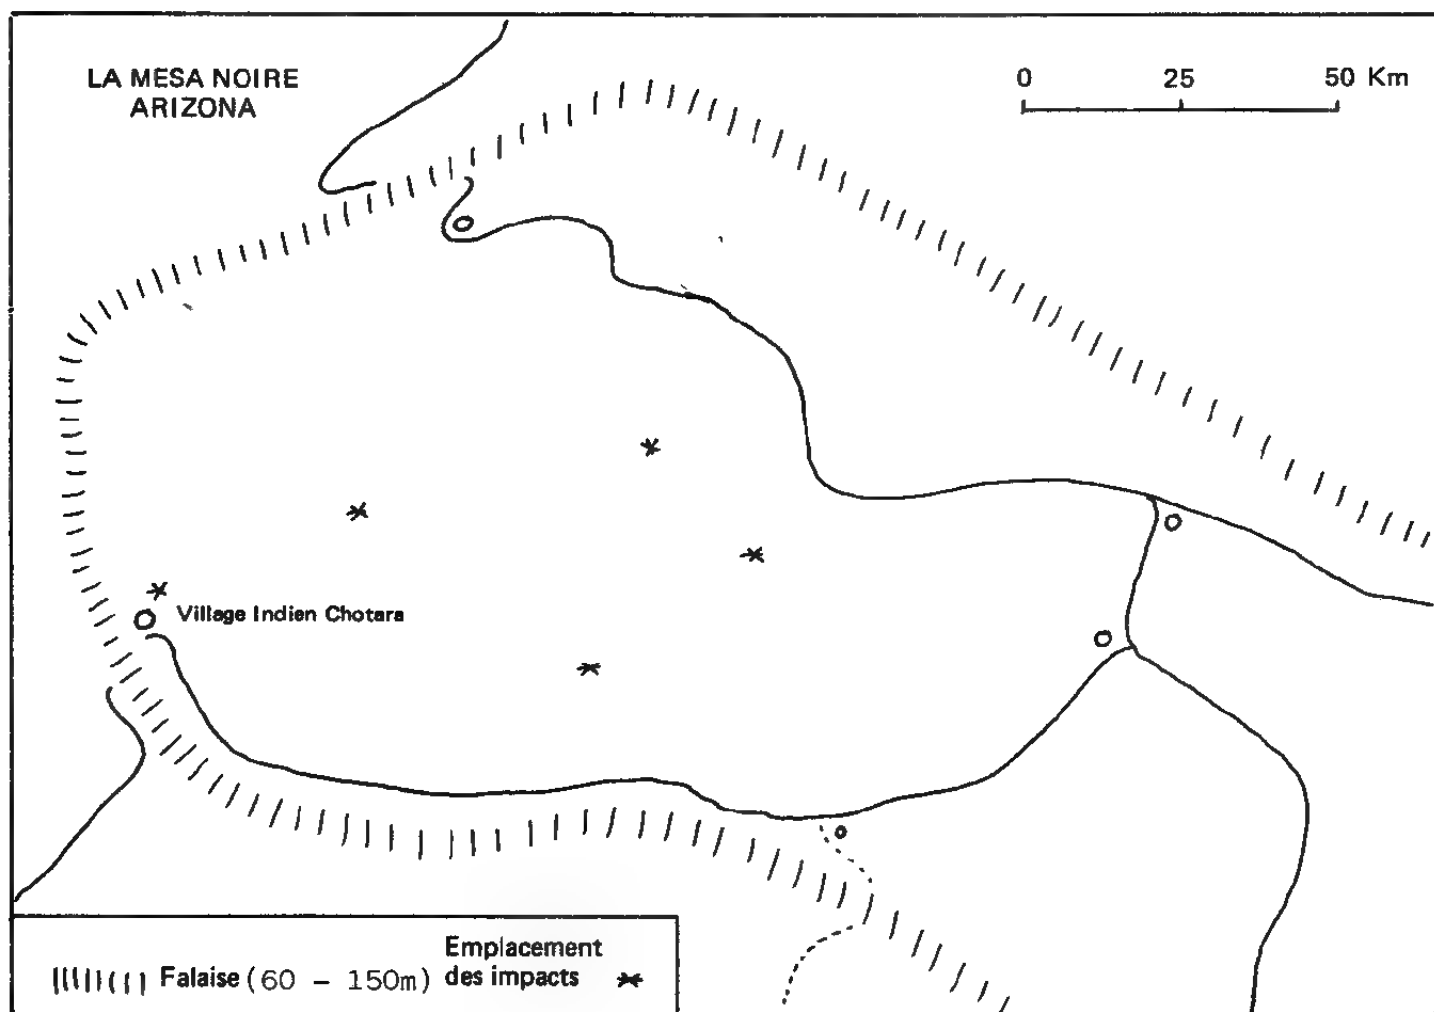 LA MESA NOIRE
ARIZONA
0 25 50 Km
Village Indien Chotara
Falaise (60 – 150m)
Emplacement
des impacts